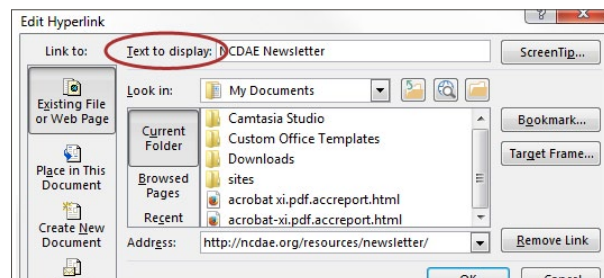 Edit Hyperlink
Link to:
Text to display: NCDAE Newsletter
ScreenTip...
Existing File
or Web Page
Look in: My Documents
Current
Folder
Camtasia Studio
Custom Office Templates
Downloads
sites
acrobat xi.pdf.accreport.html
acrobat-xi.pdf.accreport.html
Bookmark...
Target Frame...
Place in This
Document
Browsed
Pages
Recent
Create New
Document
Address: http://ncdae.org/resources/newsletter/
Remove Link
OK
Cancel